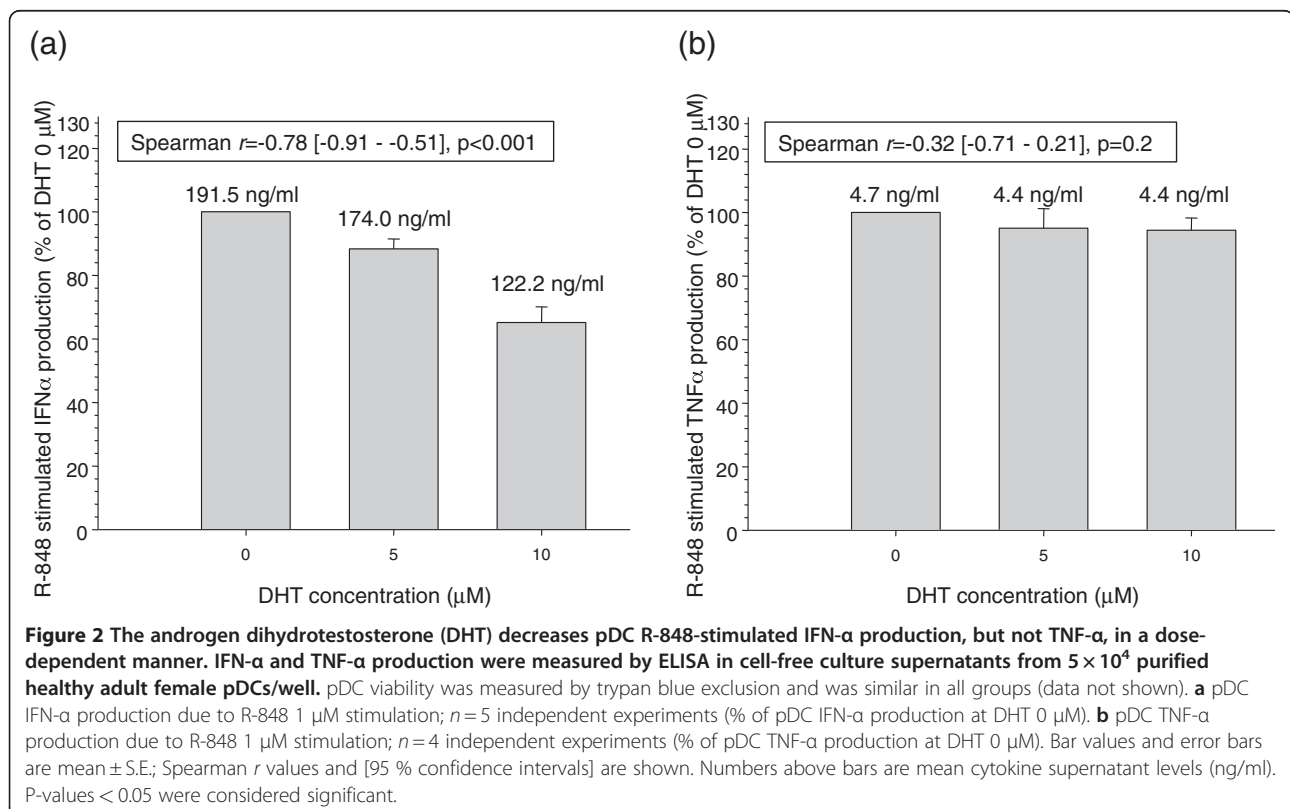 (a)
R-848 stimulated IFNα production (% of DHT 0 μM)
130
120
100
80
60
40
20
0
Spearman r=-0.78 [-0.91 - -0.51], p<0.001
191.5 ng/ml
174.0 ng/ml
122.2 ng/ml
0 5 10
DHT concentration (μM)
(b)
R-848 stimulated TNFα production (% of DHT 0 μM)
130
120
100
80
60
40
20
0
Spearman r=-0.32 [-0.71 - 0.21], p=0.2
4.7 ng/ml 4.4 ng/ml 4.4 ng/ml
0 5 10
DHT concentration (μM)
Figure 2 The androgen dihydrotestosterone (DHT) decreases pDC R-848-stimulated IFN-α production, but not TNF-α, in a dose-
dependent manner. IFN-α and TNF-α production were measured by ELISA in cell-free culture supernatants from 5 × 10⁴ purified
healthy adult female pDCs/well. pDC viability was measured by trypan blue exclusion and was similar in all groups (data not shown). a pDC
IFN-α production due to R-848 1 μM stimulation; n = 5 independent experiments (% of pDC IFN-α production at DHT 0 μM). b pDC TNF-α
production due to R-848 1 μM stimulation; n = 4 independent experiments (% of pDC TNF-α production at DHT 0 μM). Bar values and error bars
are mean ± S.E.; Spearman r values and [95 % confidence intervals] are shown. Numbers above bars are mean cytokine supernatant levels (ng/ml).
P-values < 0.05 were considered significant.